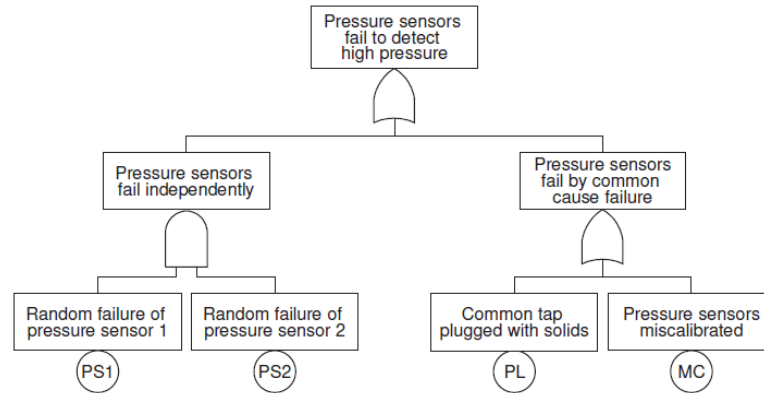 Pressure sensors
fail to detect
high pressure
Pressure sensors
fail independently
Pressure sensors
fail by common
cause failure
Random failure of
pressure sensor 1
Random failure of
pressure sensor 2
Common tap
plugged with solids
Pressure sensors
miscalibrated
PS1
PS2
PL
MC